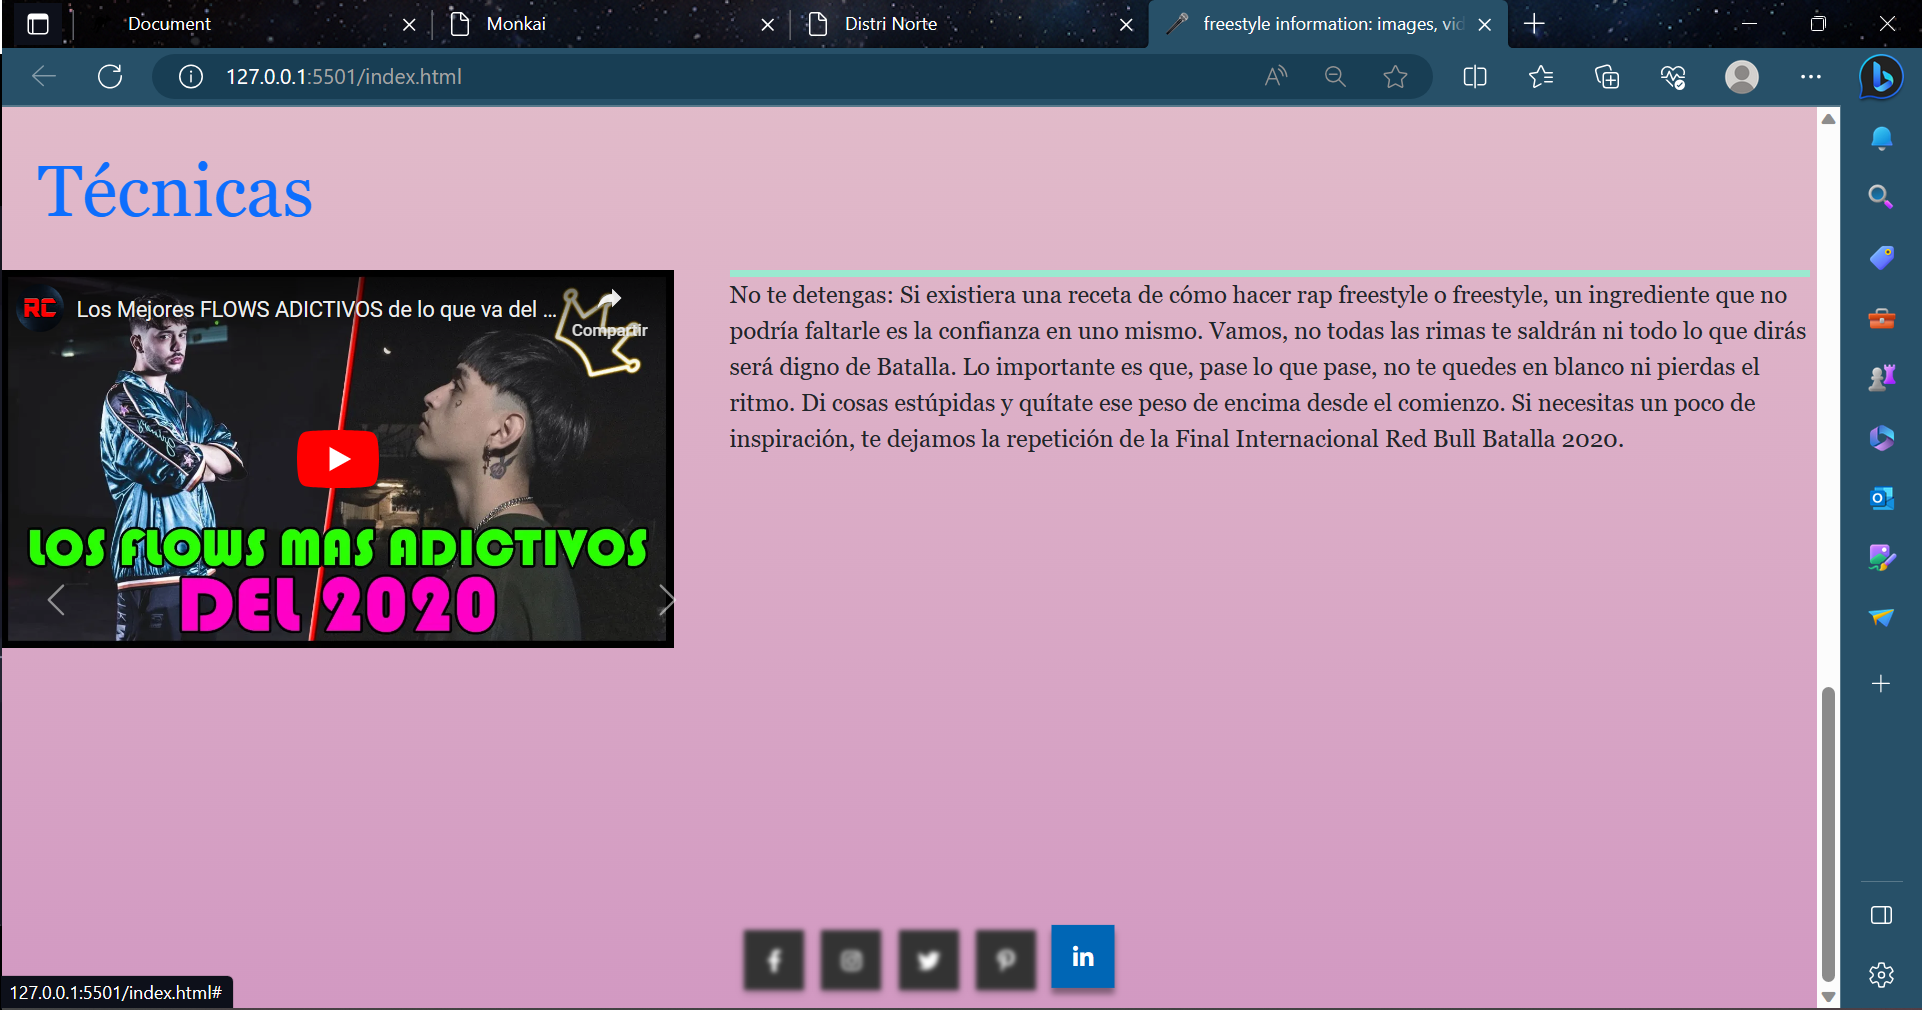 Document
Monkai
Distri Norte
freestyle information: images, vid
127.0.0.1:5501/index.html
Técnicas
RC
Los Mejores FLOWS ADICTIVOS de lo que va del ...
Compartir
LOS FLOWS MAS ADICTIVOS
DEL 2020
No te detengas: Si existiera una receta de cómo hacer rap freestyle o freestyle, un ingrediente que no
podría faltarle es la confianza en uno mismo. Vamos, no todas las rimas te saldrán ni todo lo que dirás
será digno de Batalla. Lo importante es que, pase lo que pase, no te quedes en blanco ni pierdas el
ritmo. Di cosas estúpidas y quítate ese peso de encima desde el comienzo. Si necesitas un poco de
inspiración, te dejamos la repetición de la Final Internacional Red Bull Batalla 2020.
in
127.0.0.1:5501/index.html#